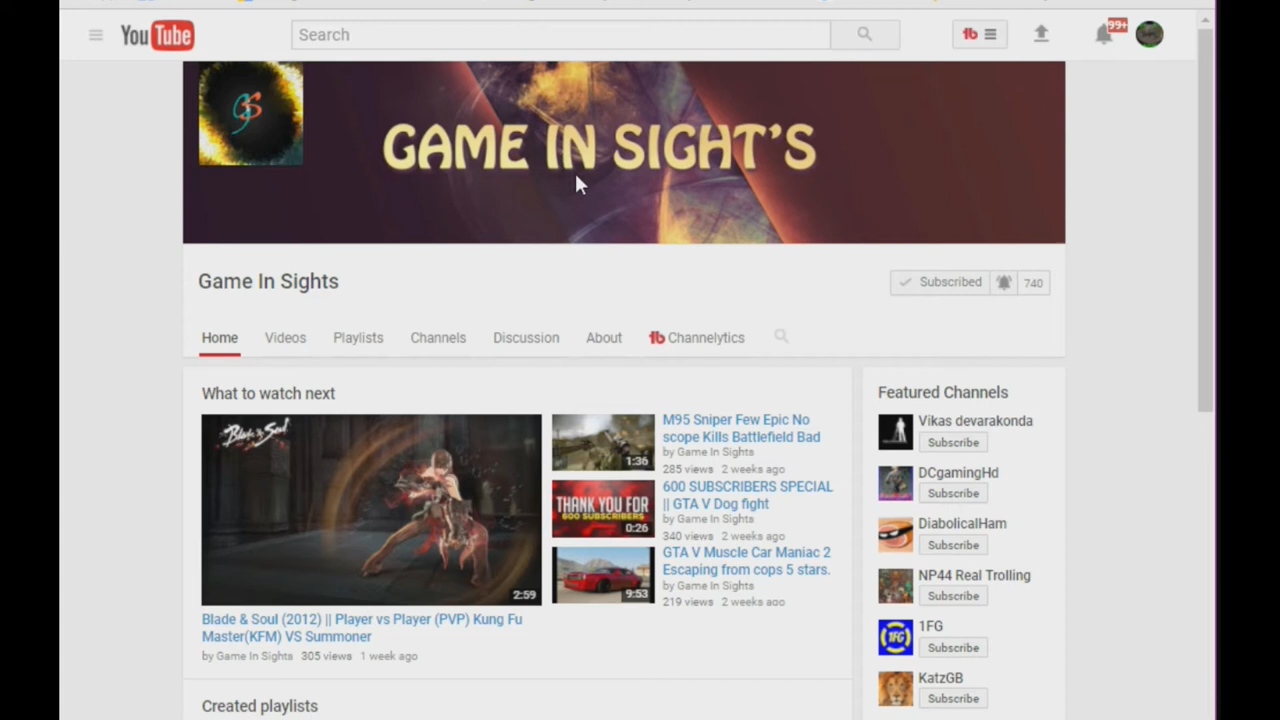 YouTube
Search
99+
GAME IN SIGHT'S
Game In Sights
Subscribed 740
Home Videos Playlists Channels Discussion About Channelytics
What to watch next
Blade & Soul
2:59
Blade & Soul (2012) || Player vs Player (PVP) Kung Fu
Master(KFM) VS Summoner
by Game In Sights 305 views 1 week ago
1:36
M95 Sniper Few Epic No
scope Kills Battlefield Bad
by Game In Sights
285 views 2 weeks ago
THANK YOU FOR
600 SUBSCRIBERS
0:26
600 SUBSCRIBERS SPECIAL
|| GTA V Dog fight
by Game In Sights
340 views 2 weeks ago
9:53
GTA V Muscle Car Maniac 2
Escaping from cops 5 stars.
by Game In Sights
219 views 2 weeks ago
Created playlists
Featured Channels
Vikas devarakonda
Subscribe
DCgamingHd
Subscribe
DiabolicalHam
Subscribe
NP44 Real Trolling
Subscribe
1FG
1FG
Subscribe
KatzGB
Subscribe